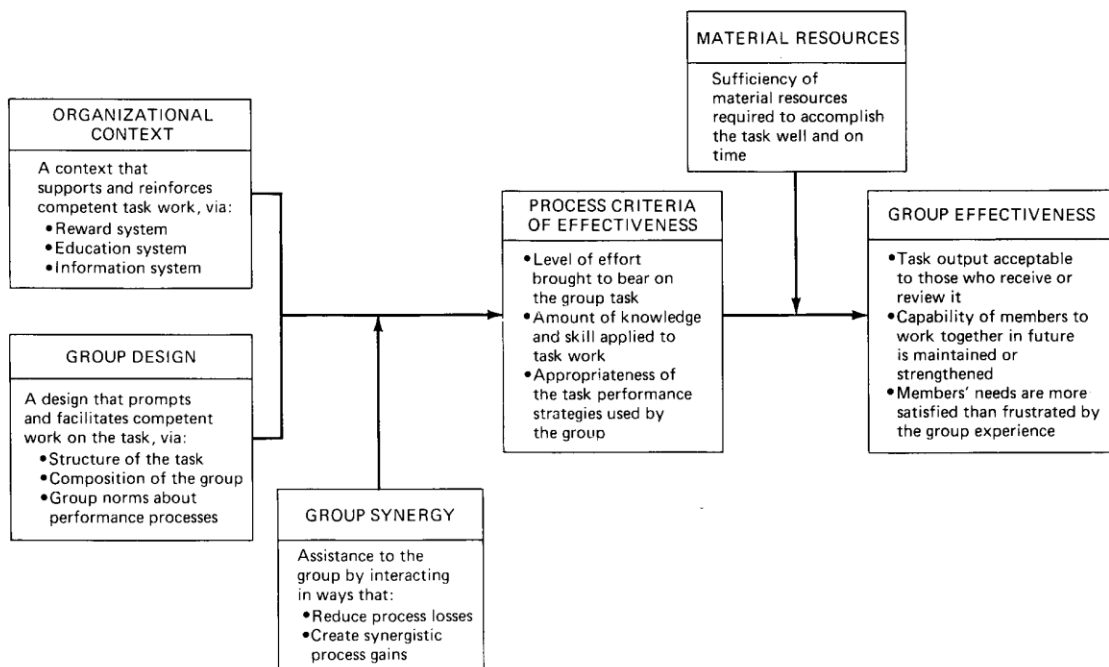 MATERIAL RESOURCES
Sufficiency of
material resources
required to accomplish
the task well and on
time
ORGANIZATIONAL
CONTEXT
A context that
supports and reinforces
competent task work, via:
•Reward system
•Education system
•Information system
PROCESS CRITERIA
OF EFFECTIVENESS
•Level of effort
brought to bear on
the group task
•Amount of knowledge
and skill applied to
task work
•Appropriateness of
the task performance
strategies used by
the group
GROUP EFFECTIVENESS
•Task output acceptable
to those who receive or
review it
•Capability of members to
work together in future
is maintained or
strengthened
•Members' needs are more
satisfied than frustrated by
the group experience
GROUP DESIGN
A design that prompts
and facilitates competent
work on the task, via:
•Structure of the task
•Composition of the group
•Group norms about
performance processes
GROUP SYNERGY
Assistance to the
group by interacting
in ways that:
•Reduce process losses
•Create synergistic
process gains